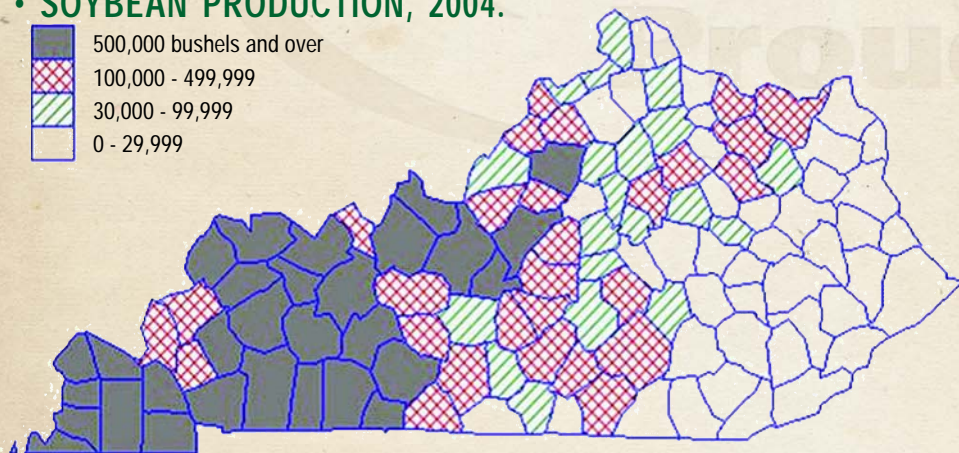 • SOYBEAN PRODUCTION, 2004.
500,000 bushels and over
100,000 - 499,999
30,000 - 99,999
0 - 29,999
Prou